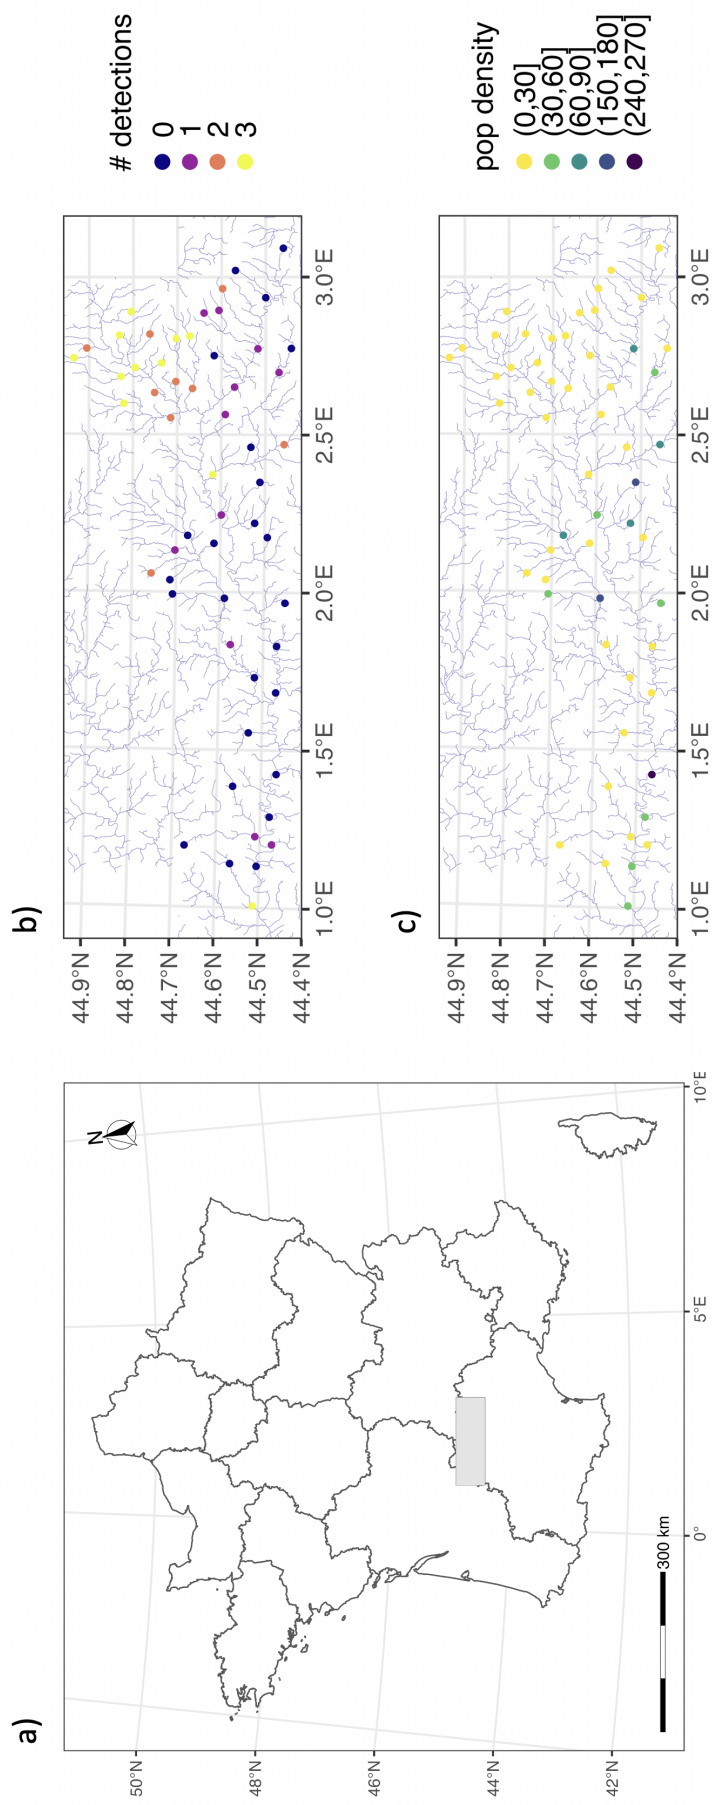 a)
N
50°N
48°N
46°N
44°N
42°N
300 km
0°
5°E
10°E
b)
44.9°N
44.8°N
44.7°N
44.6°N
44.5°N
44.4°N
1.0°E
1.5°E
2.0°E
2.5°E
3.0°E
# detections
0
1
2
3
c)
44.9°N
44.8°N
44.7°N
44.6°N
44.5°N
44.4°N
1.0°E
1.5°E
2.0°E
2.5°E
3.0°E
pop density
(0,30]
(30,60]
(60,90]
(150,180]
(240,270]